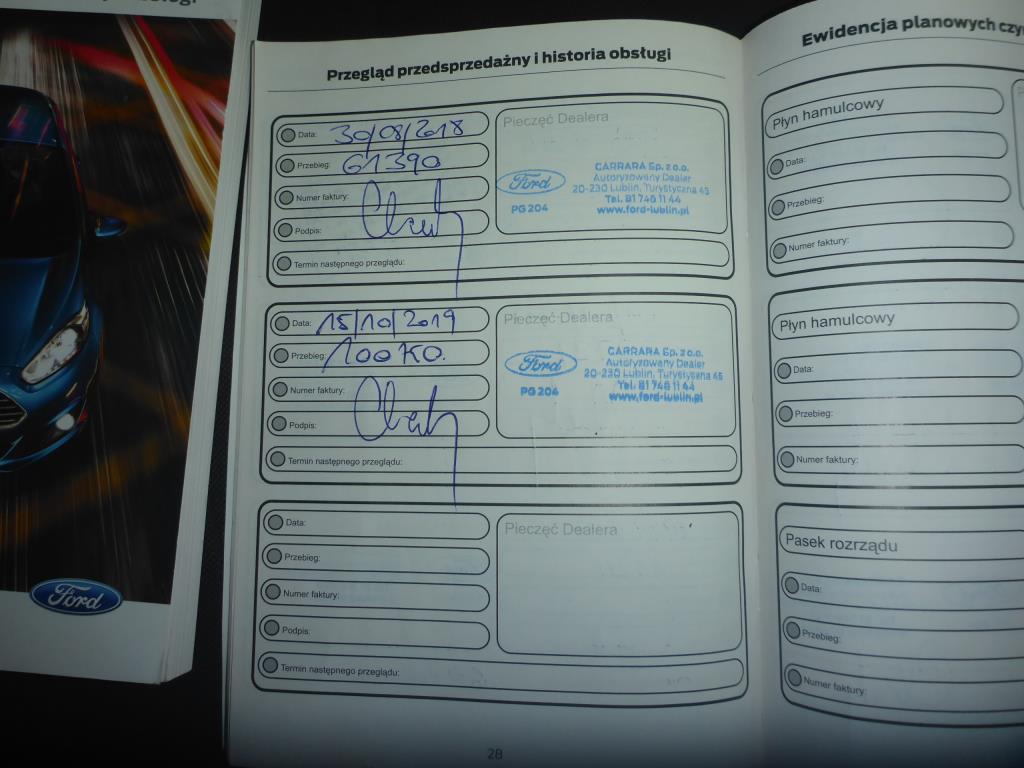 Ford
Przegląd przedsprzedażny i historia obsługi
Data: 30/08/2018
Przebieg: 61390
Numer faktury:
Podpis:
Termin następnego przeglądu:
Pieczęć Dealera
Ford
PG 204
CARRARA Sp. z o.o.
Autoryzowany Dealer
20-230 Lublin, Turystyczna 45
Tel. 81 746 11 44
www.ford-lublin.pl
Data: 15/10/2019
Przebieg:
Numer faktury:
Podpis:
Termin następnego przeglądu:
Pieczęć Dealera
Ford
PG 204
CARRARA Sp. z o.o.
Autoryzowany Dealer
20-230 Lublin, Turystyczna 45
Tel. 81 746 11 44
www.ford-lublin.pl
Data:
Przebieg:
Numer faktury:
Podpis:
Termin następnego przeglądu:
Pieczęć Dealera
28
Ewidencja planowych
Płyn hamulcowy
Data:
Przebieg:
Numer faktury:
Płyn hamulcowy
Data:
Przebieg:
Numer faktury:
Pasek rozrządu
Data:
Przebieg:
Numer faktury: